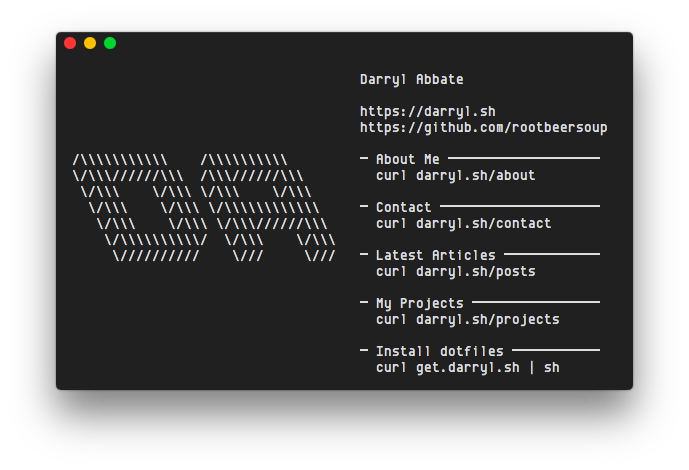 Darryl Abbate
https://darryl.sh
https://github.com/rootbeersoup
About Me
curl darryl.sh/about
Contact
curl darryl.sh/contact
Latest Articles
curl darryl.sh/posts
My Projects
curl darryl.sh/projects
Install dotfiles
curl get.darryl.sh | sh
DA